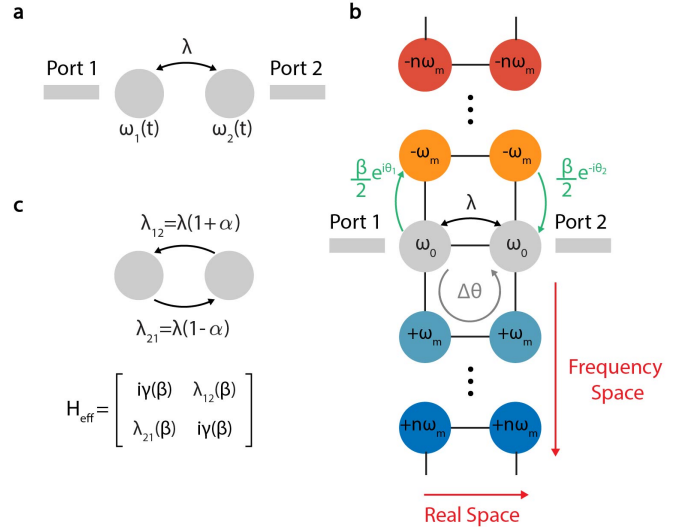 a
λ
Port 1
Port 2
ω₁(t)
ω₂(t)
c
λ₁₂=λ(1+α)
λ₂₁=λ(1-α)
H_eff = [ iγ(β) λ₁₂(β)
λ₂₁(β) iγ(β) ]
b
-nωₘ -nωₘ
-ωₘ -ωₘ
β/2 e^{iθ₁}
β/2 e^{-iθ₂}
λ
Port 1
Port 2
ω₀ ω₀
Δθ
+ωₘ +ωₘ
Frequency
Space
+nωₘ +nωₘ
Real Space